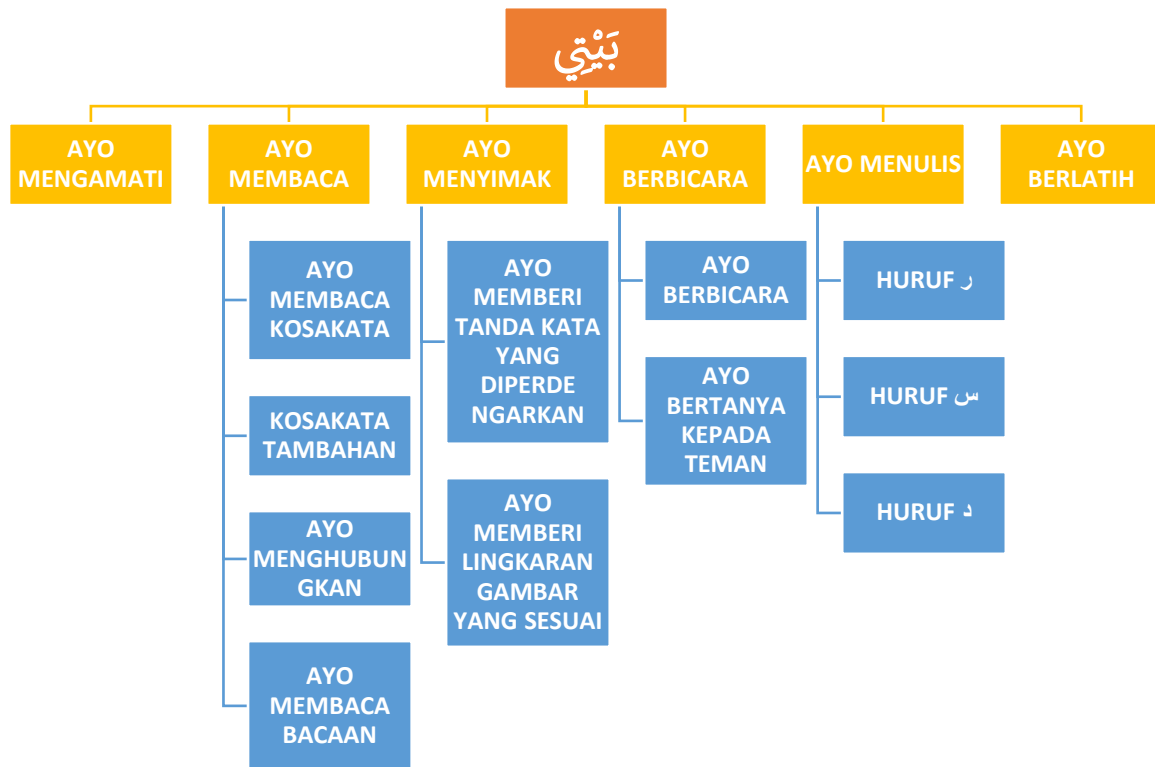 بَيْتِي
AYO
MENGAMATI
AYO
MEMBACA
AYO
MENYIMAK
AYO
BERBICARA
AYO MENULIS
AYO
BERLATIH
AYO
MEMBACA
KOSAKATA
KOSAKATA
TAMBAHAN
AYO
MENGHUBUN
GKAN
AYO
MEMBACA
BACAAN
AYO
MEMBERI
TANDA KATA
YANG
DIPERDE
NGARKAN
AYO
MEMBERI
LINGKARAN
GAMBAR
YANG SESUAI
AYO
BERBICARA
AYO
BERTANYA
KEPADA
TEMAN
HURUF ر
HURUF س
HURUF د